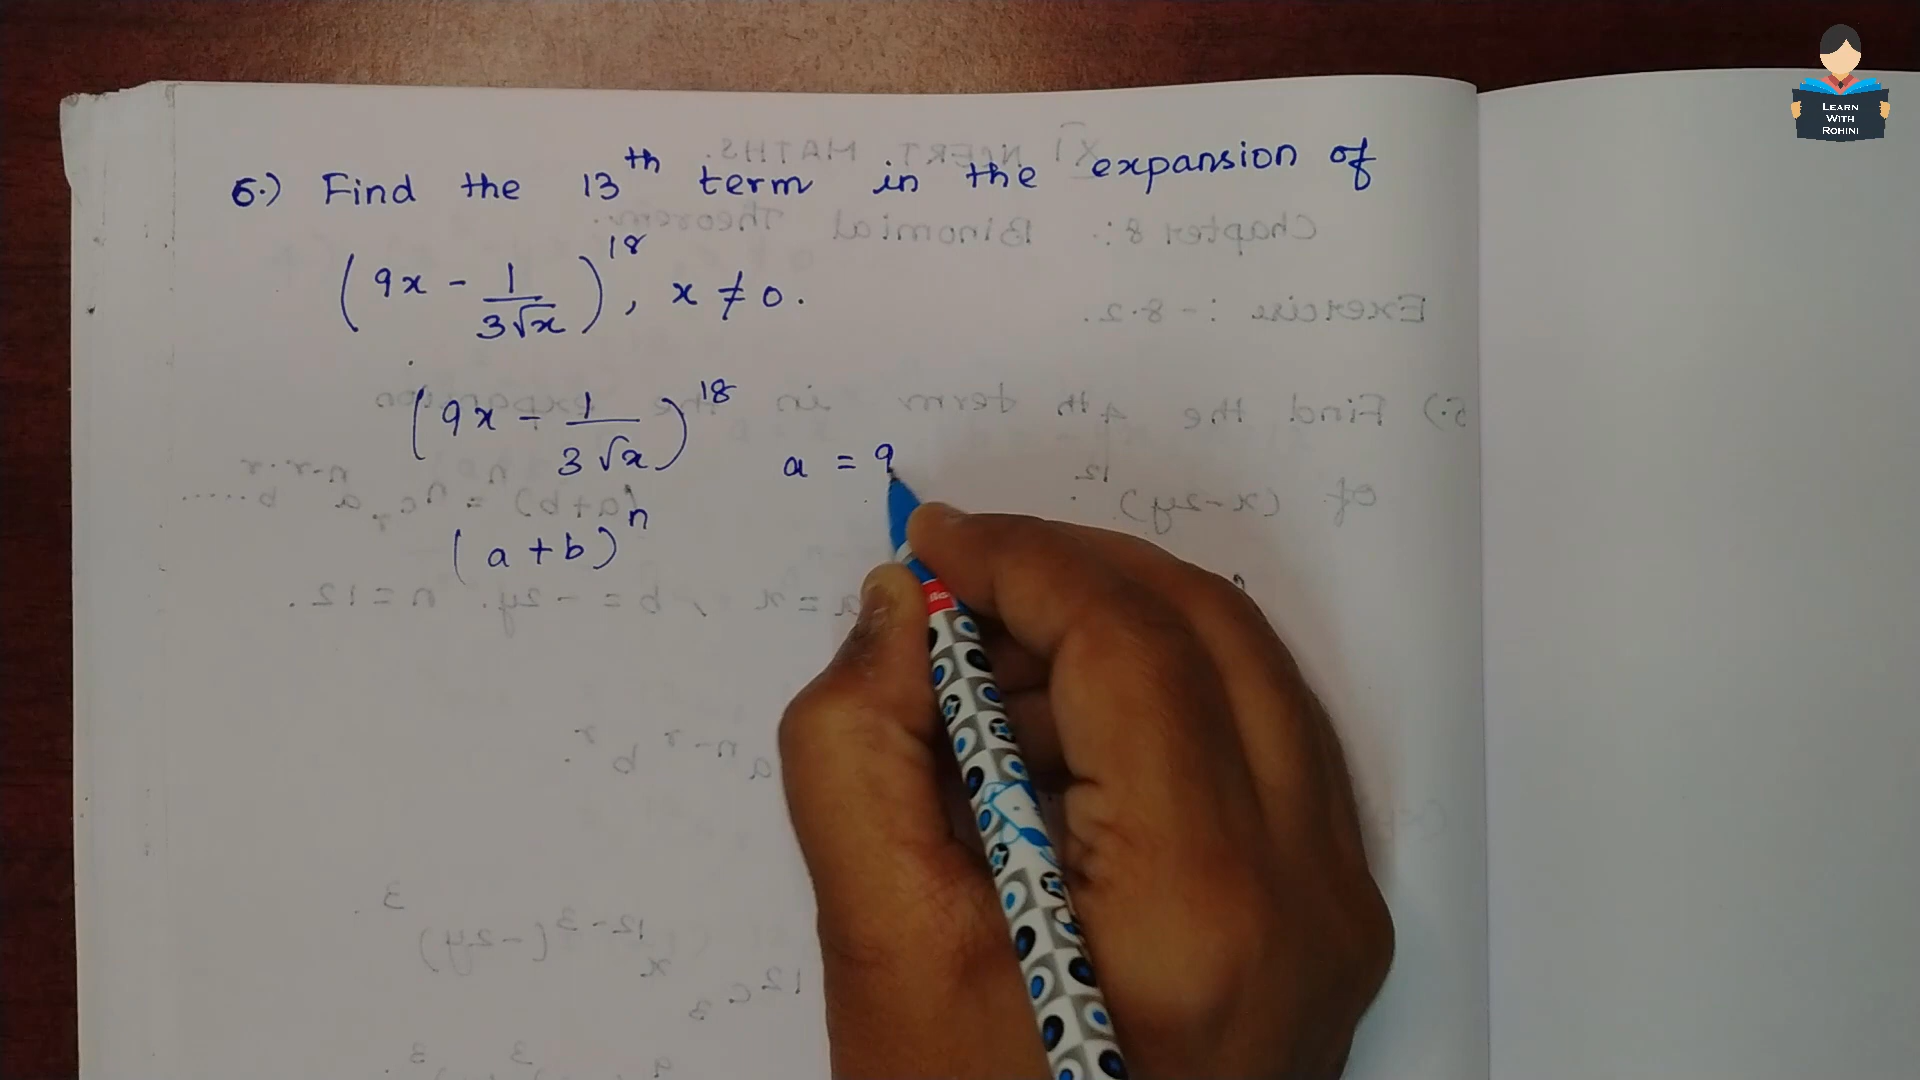 LEARN
WITH
ROHINI
6.) Find the 13th term in the expansion of
(9x - 1/3√x)^18, x ≠ 0.
(9x - 1/3√x)^18
a = 9
(a + b)^n